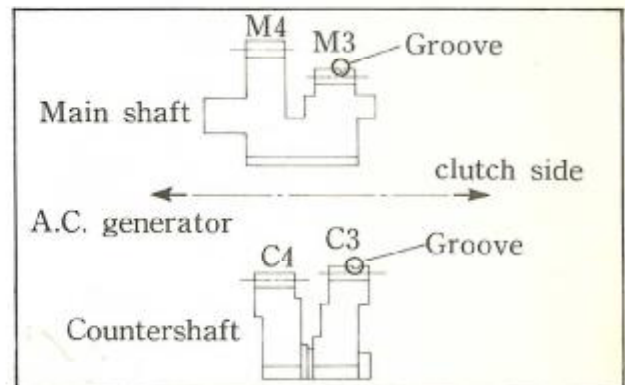 M4
M3
Groove
Main shaft
clutch side
A.C. generator
C3
Groove
C4
Countershaft